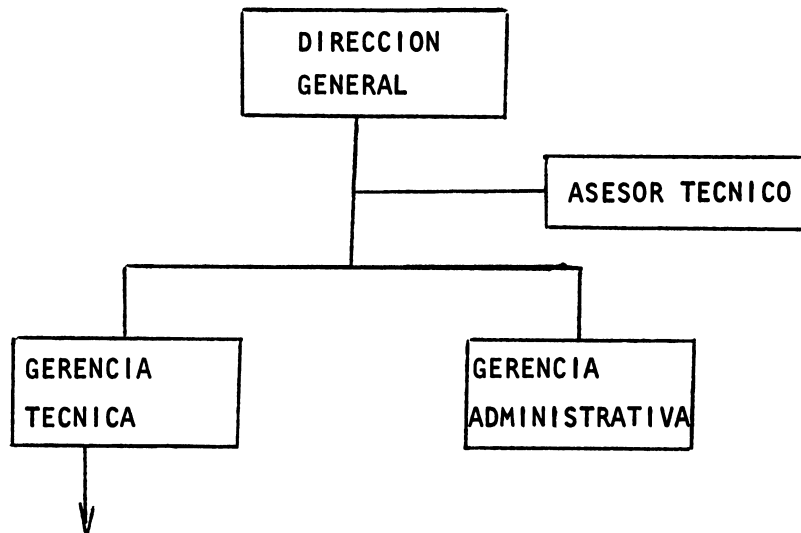 DIRECCION
GENERAL
ASESOR TECNICO
GERENCIA
TECNICA
GERENCIA
ADMINISTRATIVA